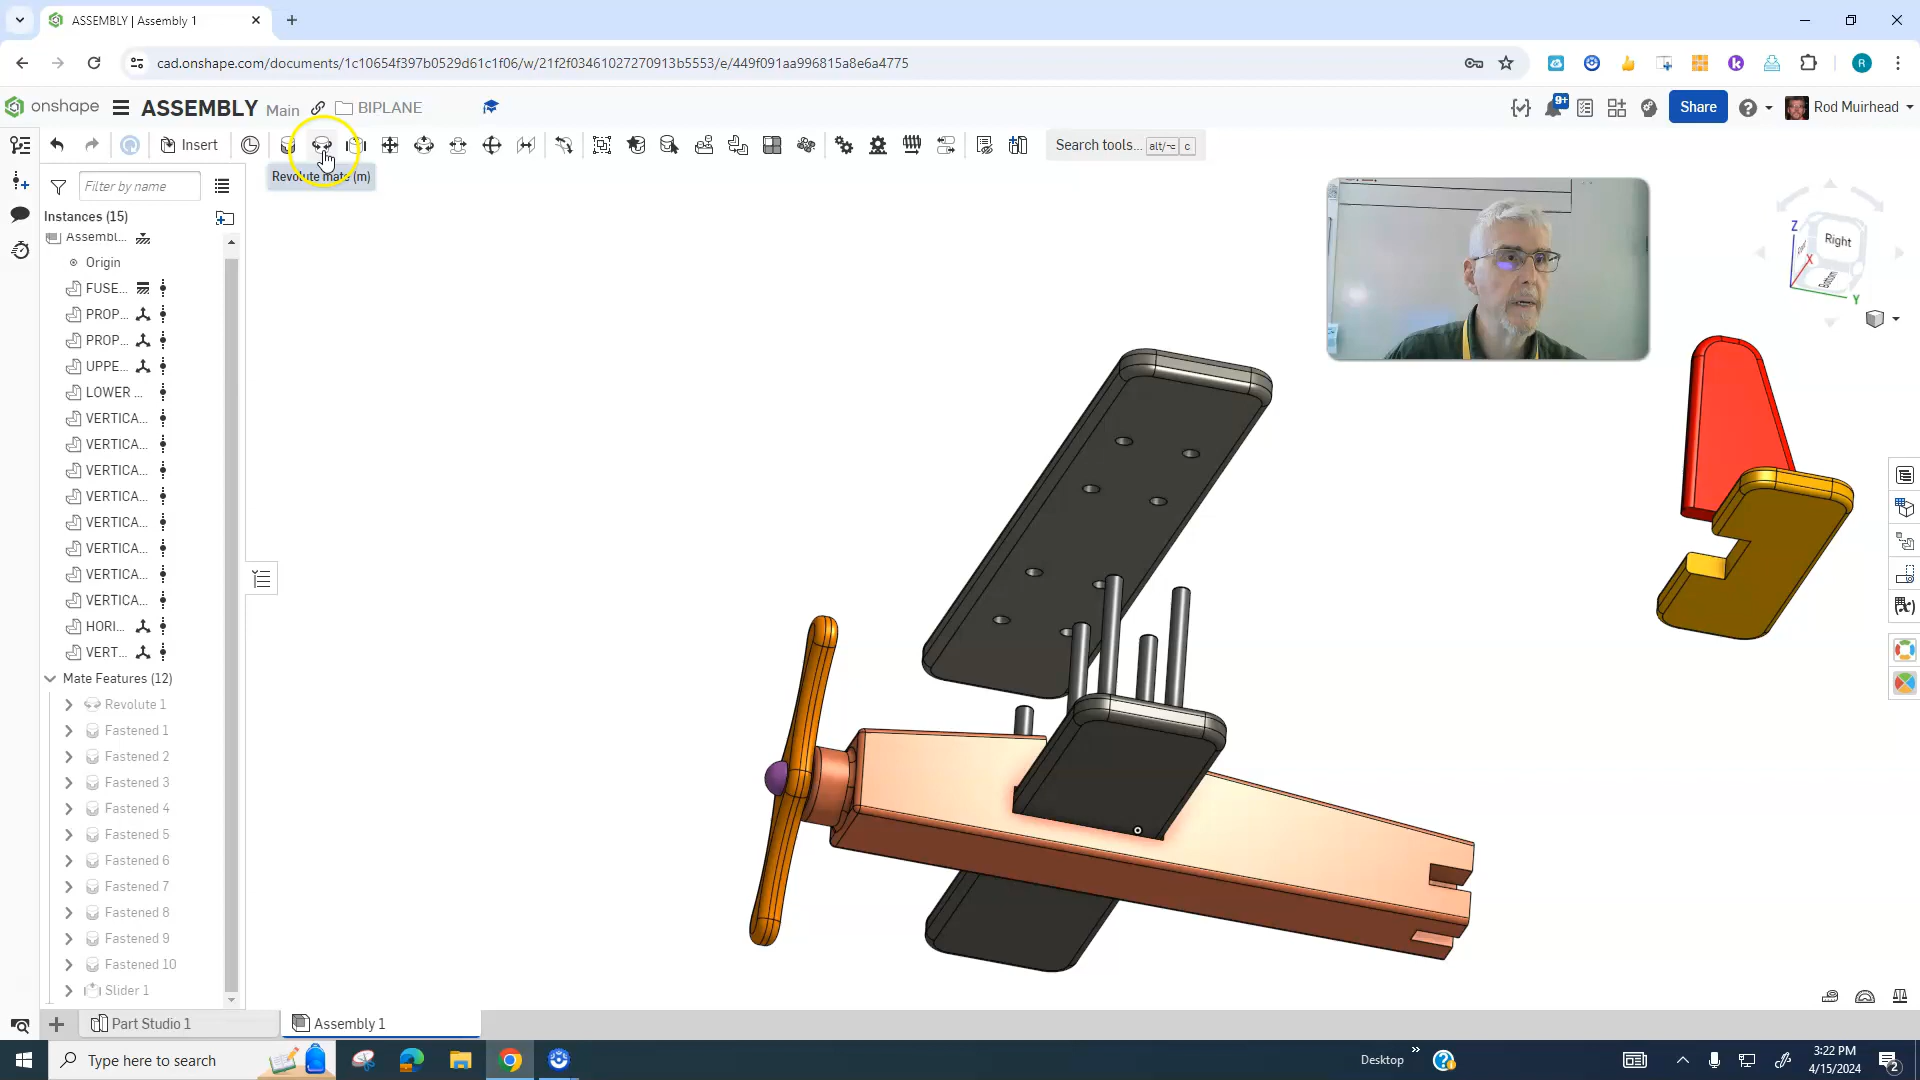 ASSEMBLY | Assembly 1
cad.onshape.com/documents/1c10654f397b0529d61c1f06/w/21f2f03461027270913b5553/e/449f091aa996815a8e6a4775
R
onshape
ASSEMBLY Main BIPLANE
9+
Share
Rod Muirhead
Insert
Search tools... alt/⌥ c
Revolute mate (m)
Filter by name
Instances (15)
Assembl...
Origin
FUSE...
PROP...
PROP...
UPPE...
LOWER ...
VERTICA...
VERTICA...
VERTICA...
VERTICA...
VERTICA...
VERTICA...
VERTICA...
VERTICA...
HORI...
VERT...
Mate Features (12)
Revolute 1
Fastened 1
Fastened 2
Fastened 3
Fastened 4
Fastened 5
Fastened 6
Fastened 7
Fastened 8
Fastened 9
Fastened 10
Slider 1
Z
Right
X
Bottom
Y
(x)
Part Studio 1
Assembly 1
Type here to search
Desktop
3:22 PM
4/15/2024
2